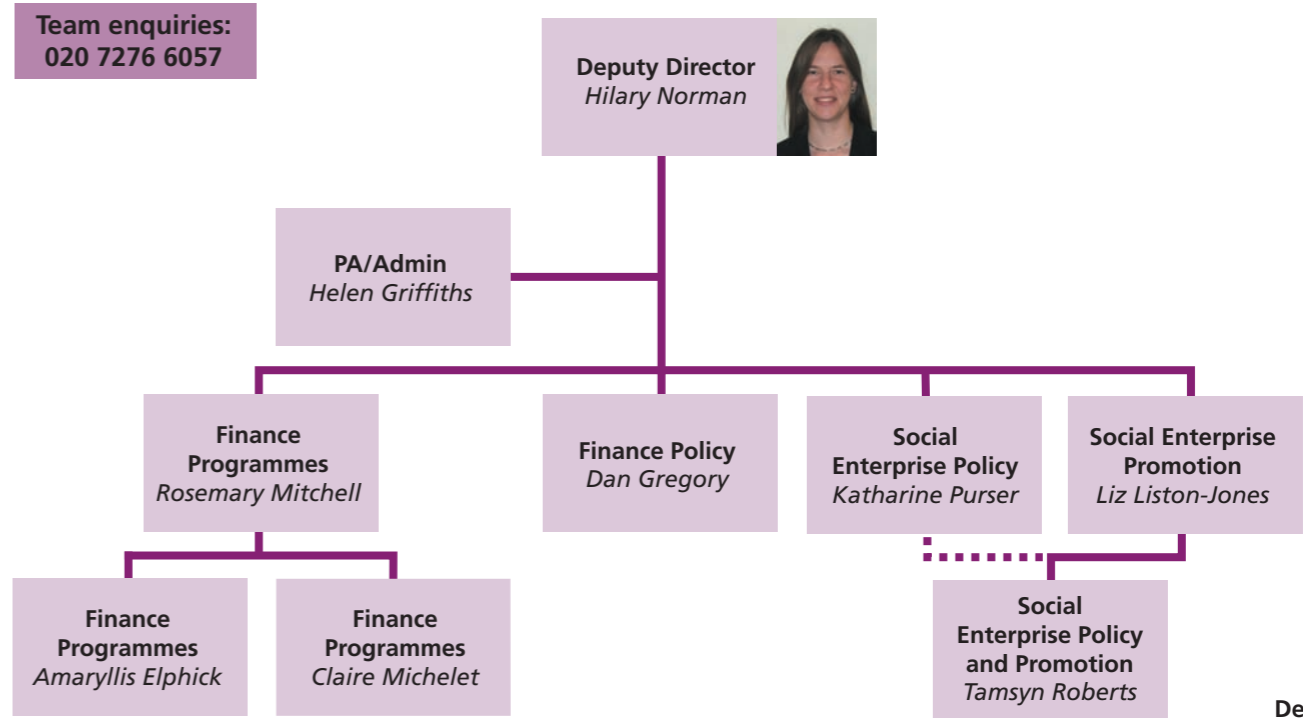 Team enquiries:
020 7276 6057
Deputy Director
Hilary Norman
PA/Admin
Helen Griffiths
Finance
Programmes
Rosemary Mitchell
Finance Policy
Dan Gregory
Social
Enterprise Policy
Katharine Purser
Social Enterprise
Promotion
Liz Liston-Jones
Finance
Programmes
Amaryllis Elphick
Finance
Programmes
Claire Michelet
Social
Enterprise Policy
and Promotion
Tamsyn Roberts
De